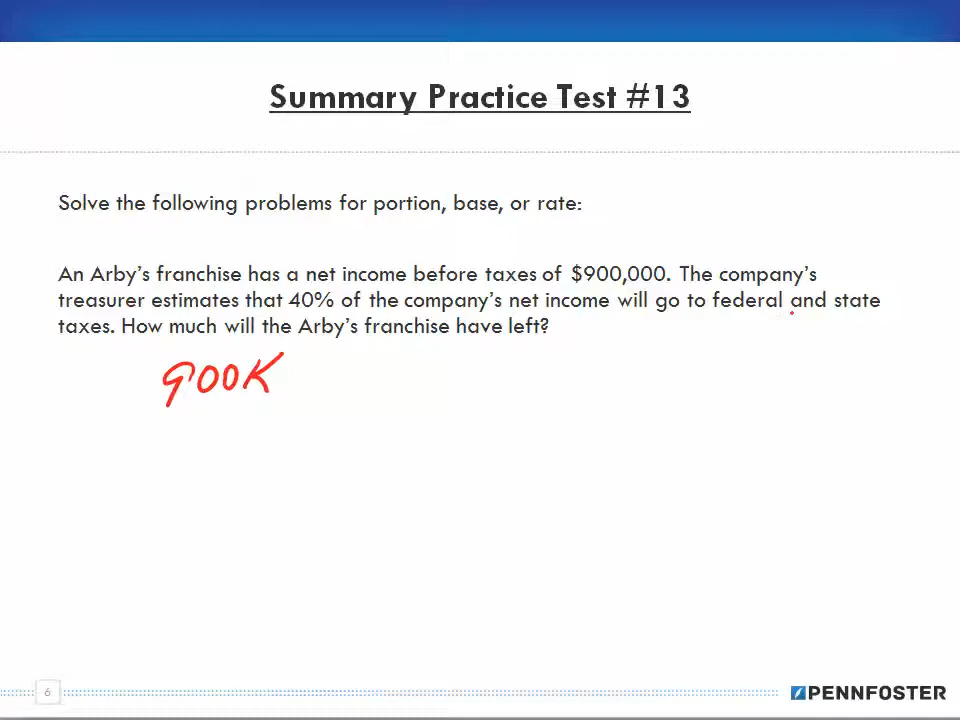 Summary Practice Test #13
Solve the following problems for portion, base, or rate:
An Arby's franchise has a net income before taxes of $900,000. The company's
treasurer estimates that 40% of the company's net income will go to federal and state
taxes. How much will the Arby's franchise have left?
900K
6
PENNFOSTER